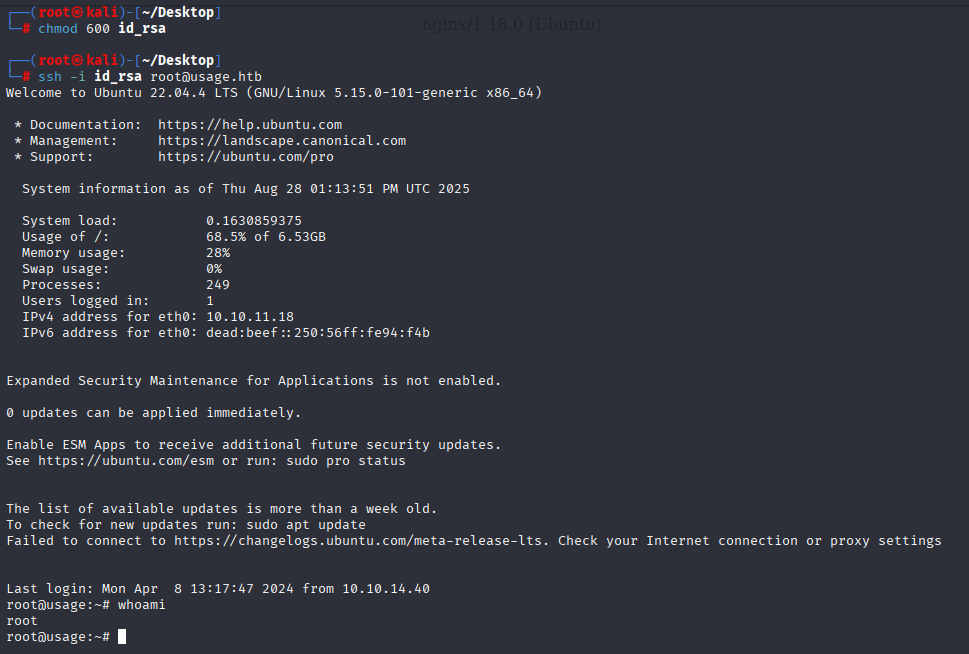 ┌──(root㉿kali)-[~/Desktop]
└─# chmod 600 id_rsa
nginx/1.18.0 (Ubuntu)
┌──(root㉿kali)-[~/Desktop]
└─# ssh -i id_rsa root@usage.htb
Welcome to Ubuntu 22.04.4 LTS (GNU/Linux 5.15.0-101-generic x86_64)
* Documentation: https://help.ubuntu.com
* Management: https://landscape.canonical.com
* Support: https://ubuntu.com/pro
System information as of Thu Aug 28 01:13:51 PM UTC 2025
System load: 0.1630859375
Usage of /: 68.5% of 6.53GB
Memory usage: 28%
Swap usage: 0%
Processes: 249
Users logged in: 1
IPv4 address for eth0: 10.10.11.18
IPv6 address for eth0: dead:beef::250:56ff:fe94:f4b
Expanded Security Maintenance for Applications is not enabled.
0 updates can be applied immediately.
Enable ESM Apps to receive additional future security updates.
See https://ubuntu.com/esm or run: sudo pro status
The list of available updates is more than a week old.
To check for new updates run: sudo apt update
Failed to connect to https://changelogs.ubuntu.com/meta-release-lts. Check your Internet connection or proxy settings
Last login: Mon Apr  8 13:17:47 2024 from 10.10.14.40
root@usage:~# whoami
root
root@usage:~#